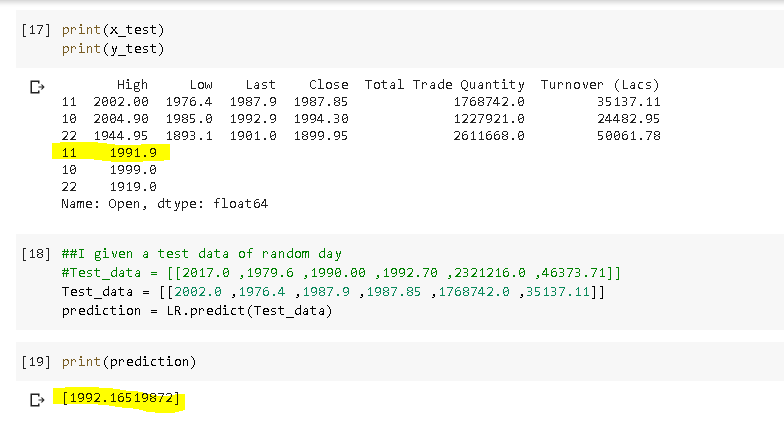 [17] print(x_test)
print(y_test)
High Low Last Close Total Trade Quantity Turnover (Lacs)
11 2002.00 1976.4 1987.9 1987.85 1768742.0 35137.11
10 2004.90 1985.0 1992.9 1994.30 1227921.0 24482.95
22 1944.95 1893.1 1901.0 1899.95 2611668.0 50061.78
11 1991.9
10 1999.0
22 1919.0
Name: Open, dtype: float64
[18] ##I given a test data of random day
#Test_data = [[2017.0 ,1979.6 ,1990.00 ,1992.70 ,2321216.0 ,46373.71]]
Test_data = [[2002.0 ,1976.4 ,1987.9 ,1987.85 ,1768742.0 ,35137.11]]
prediction = LR.predict(Test_data)
[19] print(prediction)
[1992.16519872]